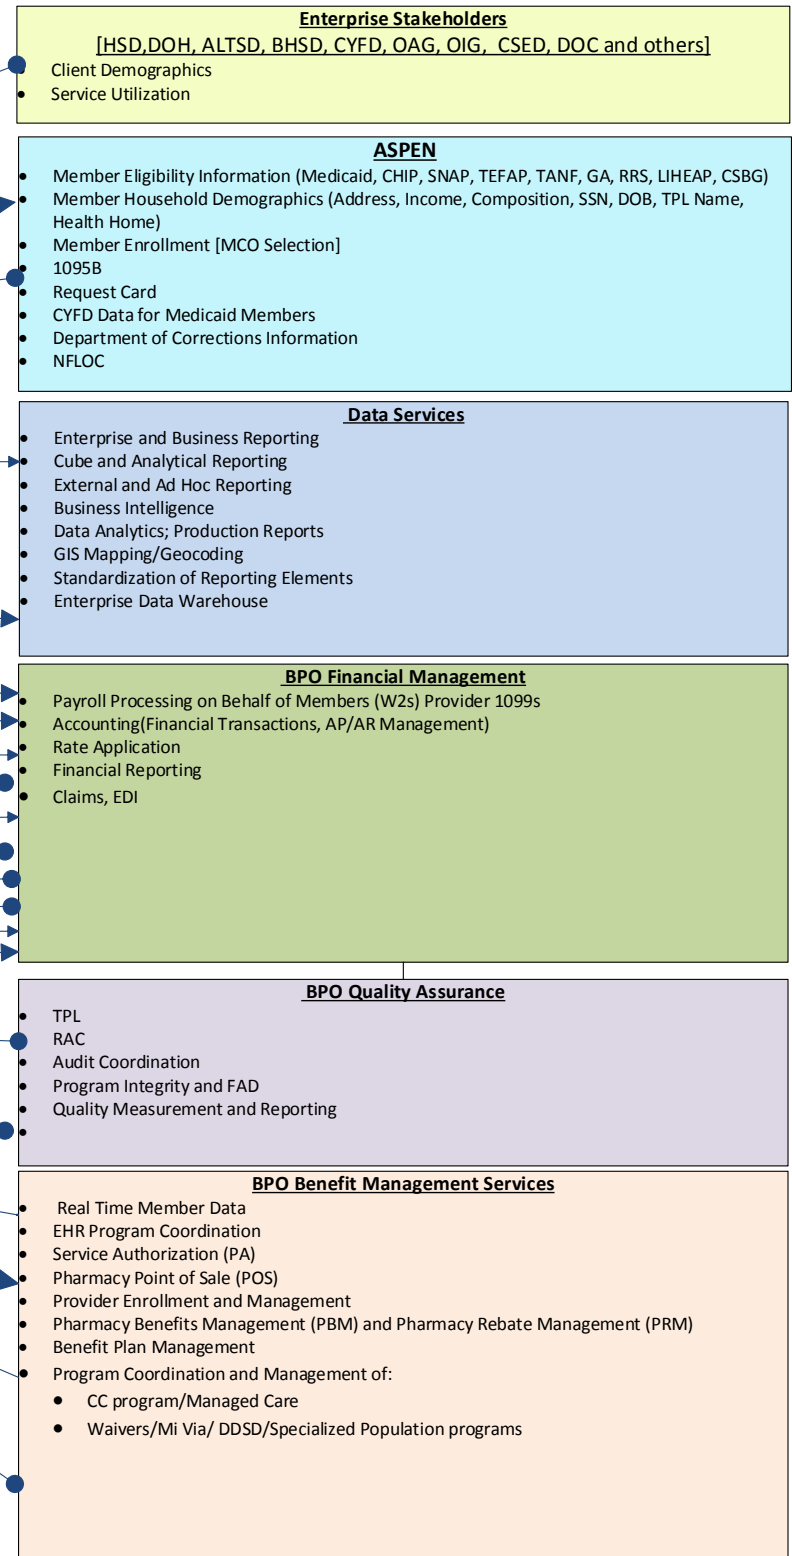 Enterprise Stakeholders
[HSD,DOH, ALTSD, BHSD, CYFD, OAG, OIG, CSED, DOC and others]
• Client Demographics
• Service Utilization
ASPEN
• Member Eligibility Information (Medicaid, CHIP, SNAP, TEFAP, TANF, GA, RRS, LIHEAP, CSBG)
• Member Household Demographics (Address, Income, Composition, SSN, DOB, TPL Name,
Health Home)
• Member Enrollment [MCO Selection]
• 1095B
• Request Card
• CYFD Data for Medicaid Members
• Department of Corrections Information
• NFLOC
Data Services
• Enterprise and Business Reporting
• Cube and Analytical Reporting
• External and Ad Hoc Reporting
• Business Intelligence
• Data Analytics; Production Reports
• GIS Mapping/Geocoding
• Standardization of Reporting Elements
• Enterprise Data Warehouse
BPO Financial Management
• Payroll Processing on Behalf of Members (W2s) Provider 1099s
• Accounting(Financial Transactions, AP/AR Management)
• Rate Application
• Financial Reporting
• Claims, EDI
BPO Quality Assurance
• TPL
• RAC
• Audit Coordination
• Program Integrity and FAD
• Quality Measurement and Reporting
•
BPO Benefit Management Services
• Real Time Member Data
• EHR Program Coordination
• Service Authorization (PA)
• Pharmacy Point of Sale (POS)
• Provider Enrollment and Management
• Pharmacy Benefits Management (PBM) and Pharmacy Rebate Management (PRM)
• Benefit Plan Management
• Program Coordination and Management of:
• CC program/Managed Care
• Waivers/Mi Via/ DDSD/Specialized Population programs